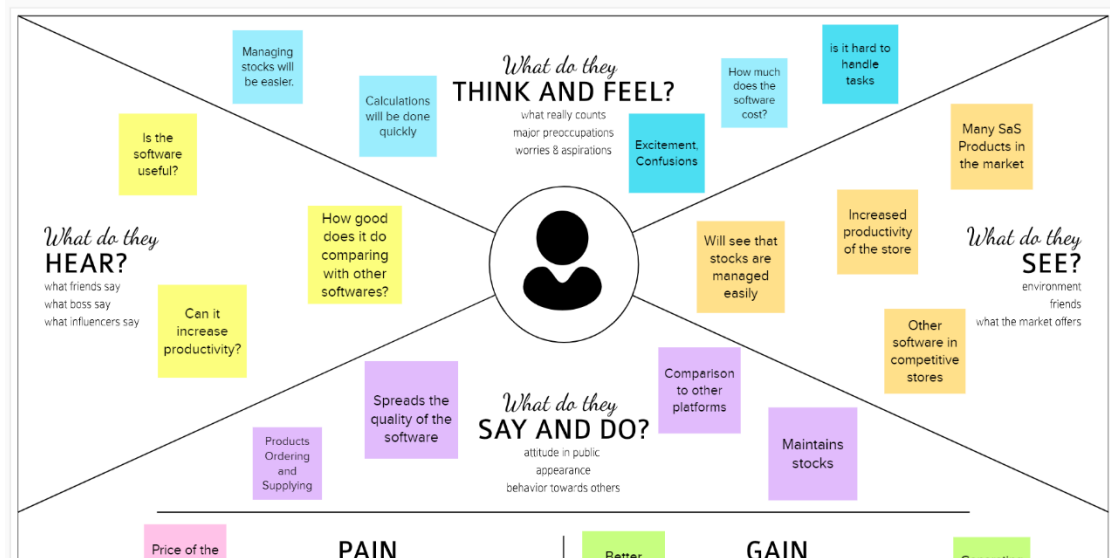 Managing
stocks will
be easier.
Calculations
will be done
quickly
What do they
THINK AND FEEL?
what really counts
major preoccupations
worries & aspirations
Excitement,
Confusions
How much
does the
software
cost?
is it hard to
handle
tasks
Is the
software
useful?
How good
does it do
comparing
with other
softwares?
What do they
HEAR?
what friends say
what boss say
what influencers say
Can it
increase
productivity?
Many SaS
Products in
the market
Increased
productivity
of the store
Will see that
stocks are
managed
easily
What do they
SEE?
environment
friends
what the market offers
Other
software in
competitive
stores
Spreads the
quality of the
software
Products
Ordering
and
Supplying
What do they
SAY AND DO?
attitude in public
appearance
behavior towards others
Comparison
to other
platforms
Maintains
stocks
Price of the
PAIN
Better
GAIN